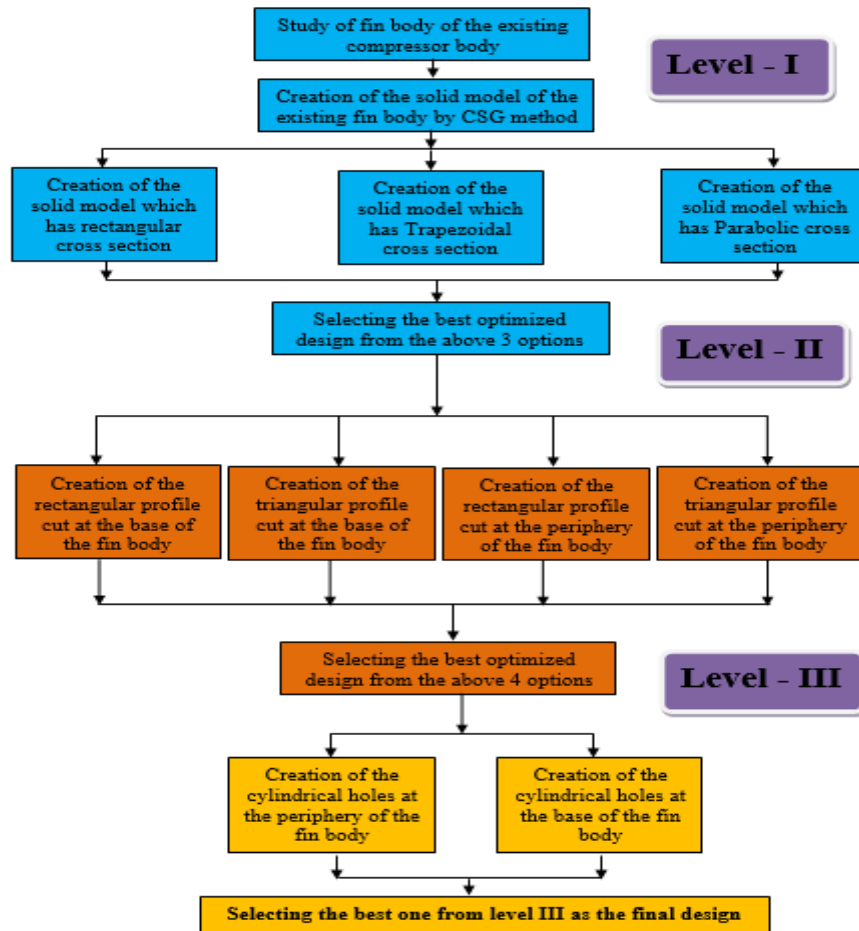 Study of fin body of the existing
compressor body
Level - I
Creation of the solid model of the
existing fin body by CSG method
Creation of the
solid model which
has rectangular
cross section
Creation of the
solid model which
has Trapezoidal
cross section
Creation of the
solid model which
has Parabolic cross
section
Selecting the best optimized
design from the above 3 options
Level - II
Creation of the
rectangular profile
cut at the base of
the fin body
Creation of the
triangular profile
cut at the base of
the fin body
Creation of the
rectangular profile
cut at the periphery
of the fin body
Creation of the
triangular profile
cut at the periphery
of the fin body
Selecting the best optimized
design from the above 4 options
Level - III
Creation of the
cylindrical holes at
the periphery of the
fin body
Creation of the
cylindrical holes at
the base of the fin
body
Selecting the best one from level III as the final design